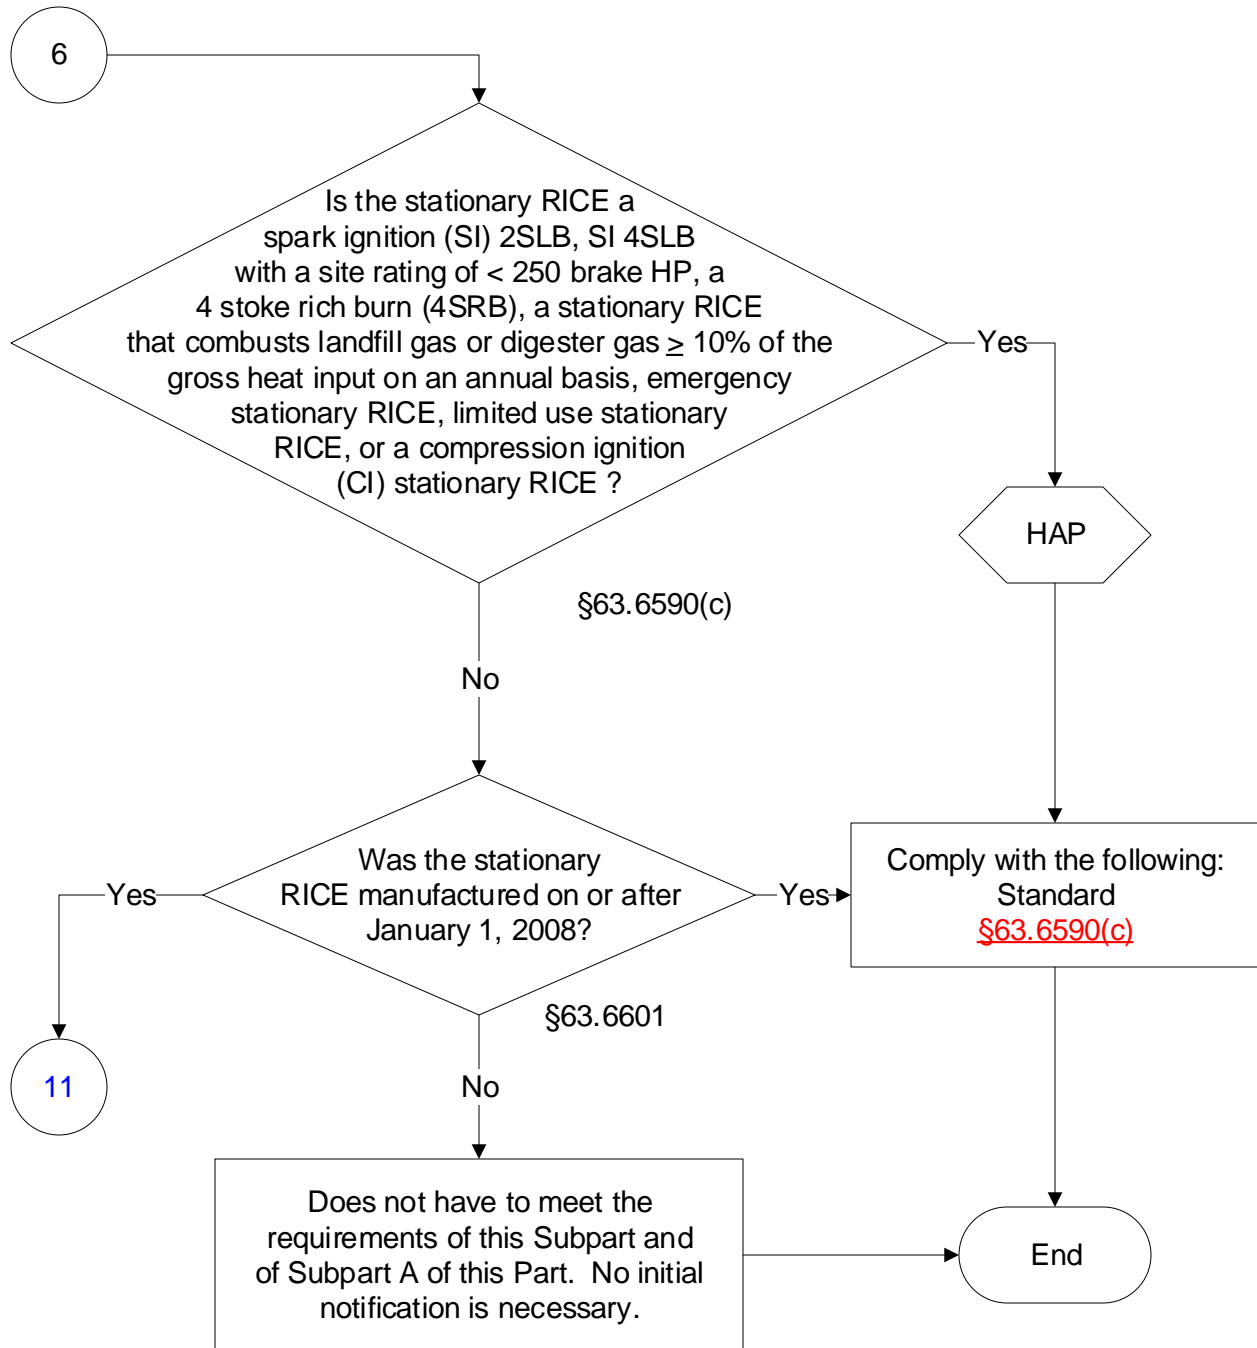 6
Is the stationary RICE a
spark ignition (SI) 2SLB, SI 4SLB
with a site rating of < 250 brake HP, a
4 stoke rich burn (4SRB), a stationary RICE
that combusts landfill gas or digester gas ≥ 10% of the
gross heat input on an annual basis, emergency
stationary RICE, limited use stationary
RICE, or a compression ignition
(CI) stationary RICE ?
Yes
HAP
§63.6590(c)
No
Was the stationary
RICE manufactured on or after
January 1, 2008?
Yes
Yes
Comply with the following:
Standard
§63.6590(c)
§63.6601
11
No
Does not have to meet the
requirements of this Subpart and
of Subpart A of this Part.  No initial
notification is necessary.
End